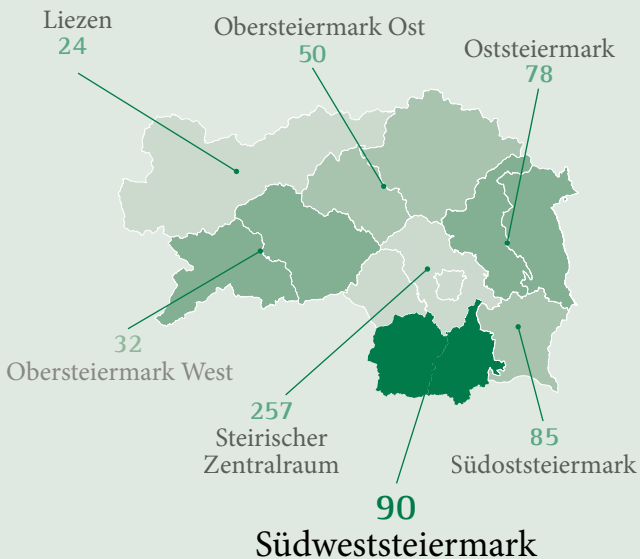 Liezen
24
Obersteiermark Ost
50
Oststeiermark
78
32
Obersteiermark West
257
Steirischer
Zentralraum
85
Südoststeiermark
90
Südweststeiermark